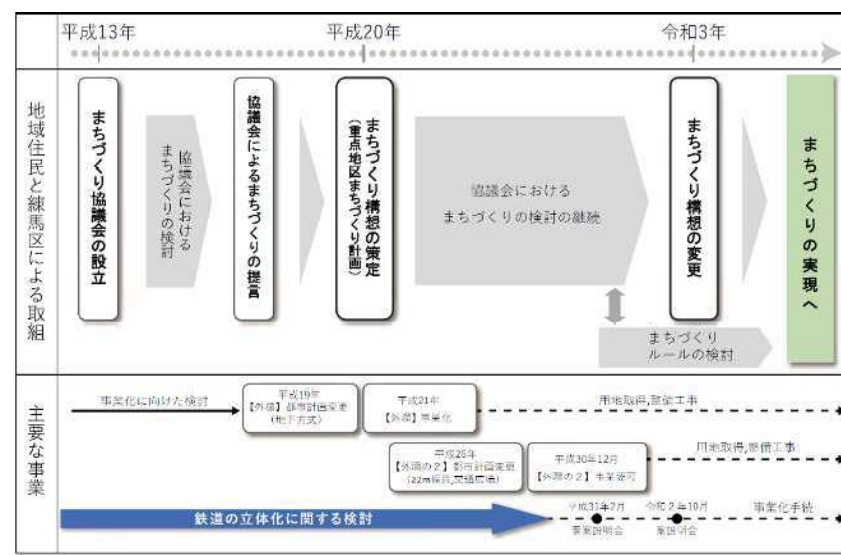 平成13年
平成20年
令和3年
地域住民と練馬区による取組
まちづくり協議会の設立
協議会における
まちづくりの検討
協議会によるまちづくりの提言
まちづくり構想の策定
(重点地区まちづくり計画)
協議会における
まちづくりの検討の継続
まちづくり構想の変更
まちづくりの実現へ
まちづくり
ルールの検討
主要な事業
事業化に向けた検討
平成19年
【外環】都市計画変更
(地下方式)
平成21年
【外環】事業化
用地取得,整備工事
平成26年
【外環の2】都市計画変更
(22m幅員,交通広場)
平成30年12月
【外環の2】事業認可
用地取得,整備工事
鉄道の立体化に関する検討
平成31年2月
素案説明会
令和2年10月
案説明会
事業化手続